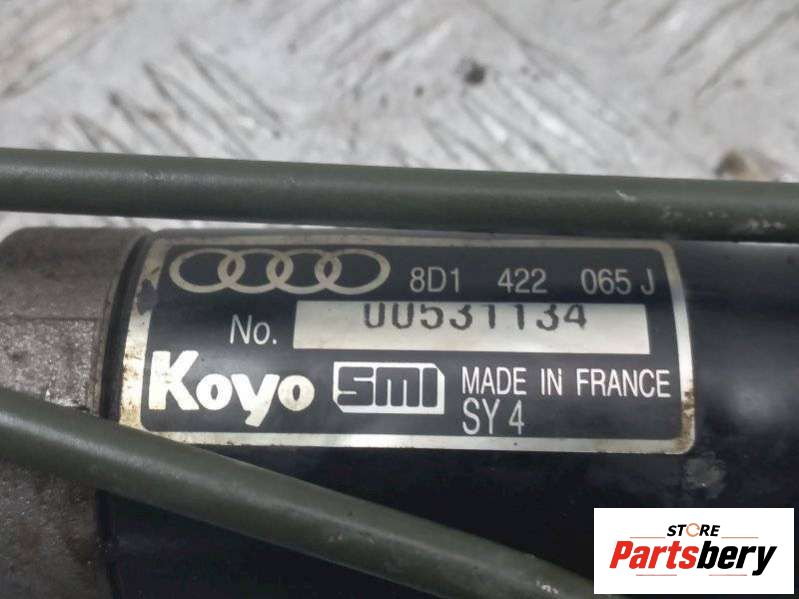 8D1 422 065 J
No. 00531134
Koyo SMI MADE IN FRANCE
SY 4
STORE
Partsbery